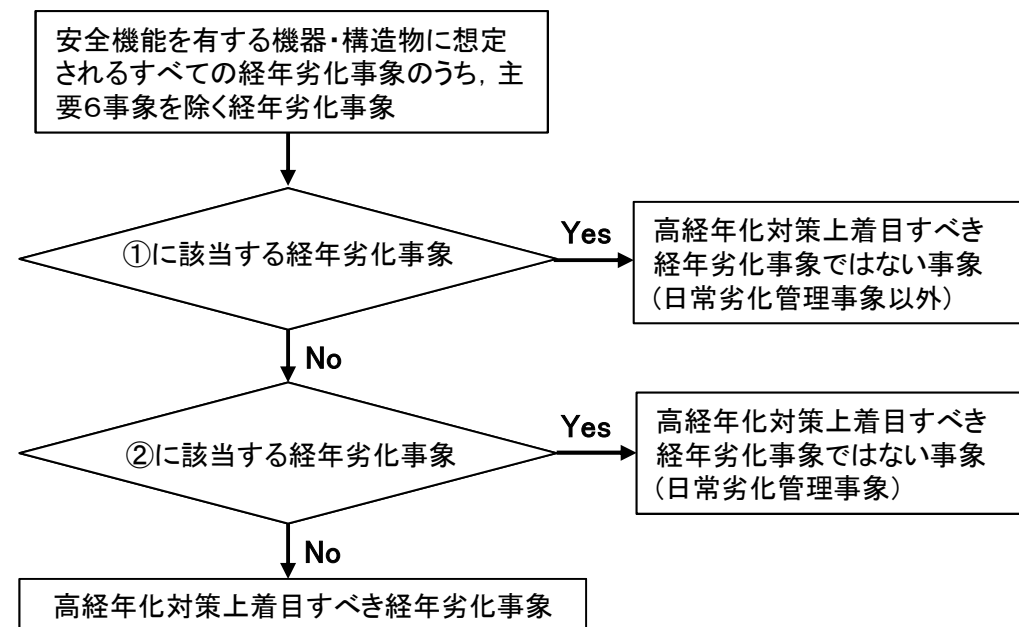 安全機能を有する機器・構造物に想定
されるすべての経年劣化事象のうち，主
要６事象を除く経年劣化事象
①に該当する経年劣化事象
Yes
高経年化対策上着目すべき
経年劣化事象ではない事象
（日常劣化管理事象以外）
No
②に該当する経年劣化事象
Yes
高経年化対策上着目すべき
経年劣化事象ではない事象
（日常劣化管理事象）
No
高経年化対策上着目すべき経年劣化事象